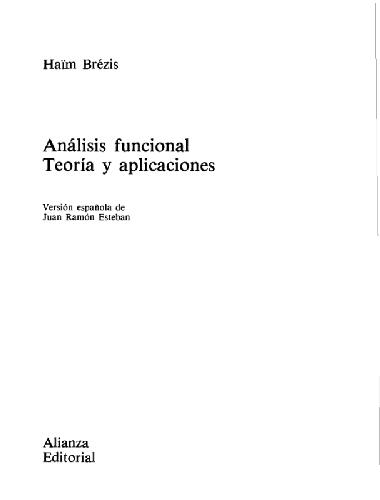 Haïm Brézis
Análisis funcional
Teoría y aplicaciones
Versión española de
Juan Ramón Esteban
Alianza
Editorial